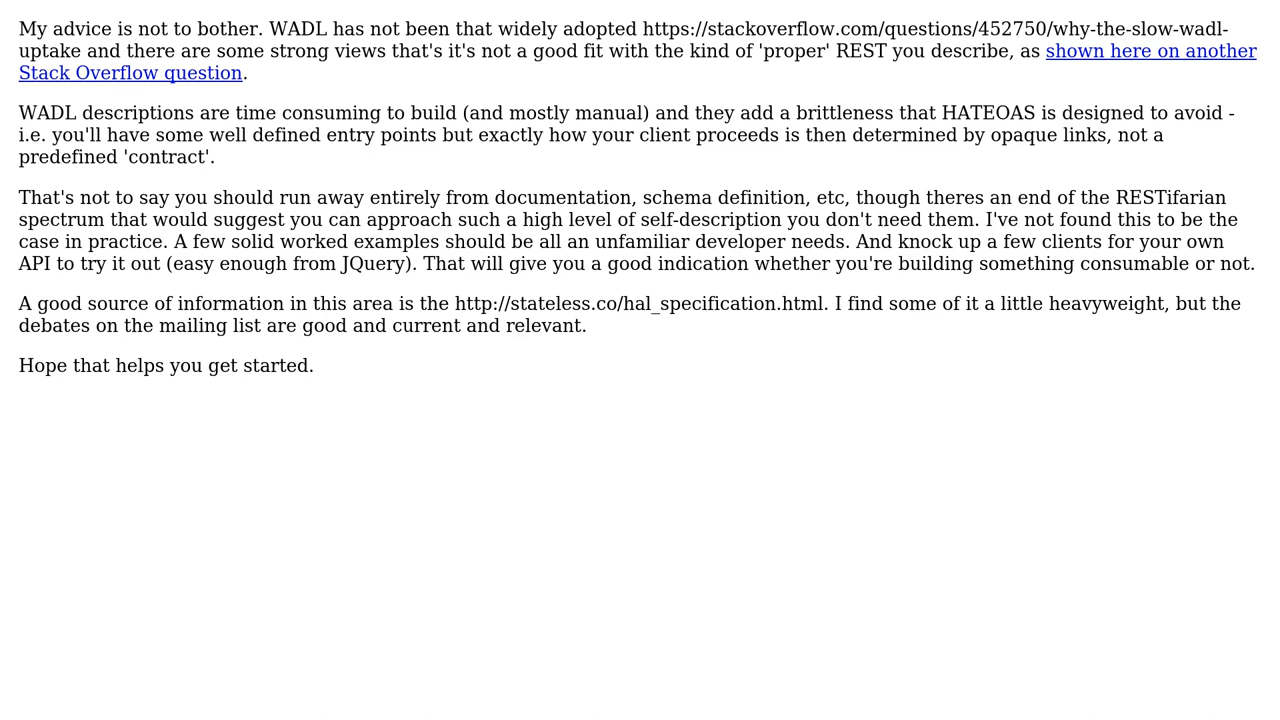 My advice is not to bother. WADL has not been that widely adopted https://stackoverflow.com/questions/452750/why-the-slow-wadl-
uptake and there are some strong views that's it's not a good fit with the kind of 'proper' REST you describe, as shown here on another
Stack Overflow question.
WADL descriptions are time consuming to build (and mostly manual) and they add a brittleness that HATEOAS is designed to avoid -
i.e. you'll have some well defined entry points but exactly how your client proceeds is then determined by opaque links, not a
predefined 'contract'.
That's not to say you should run away entirely from documentation, schema definition, etc, though theres an end of the RESTifarian
spectrum that would suggest you can approach such a high level of self-description you don't need them. I've not found this to be the
case in practice. A few solid worked examples should be all an unfamiliar developer needs. And knock up a few clients for your own
API to try it out (easy enough from JQuery). That will give you a good indication whether you're building something consumable or not.
A good source of information in this area is the http://stateless.co/hal_specification.html. I find some of it a little heavyweight, but the
debates on the mailing list are good and current and relevant.
Hope that helps you get started.